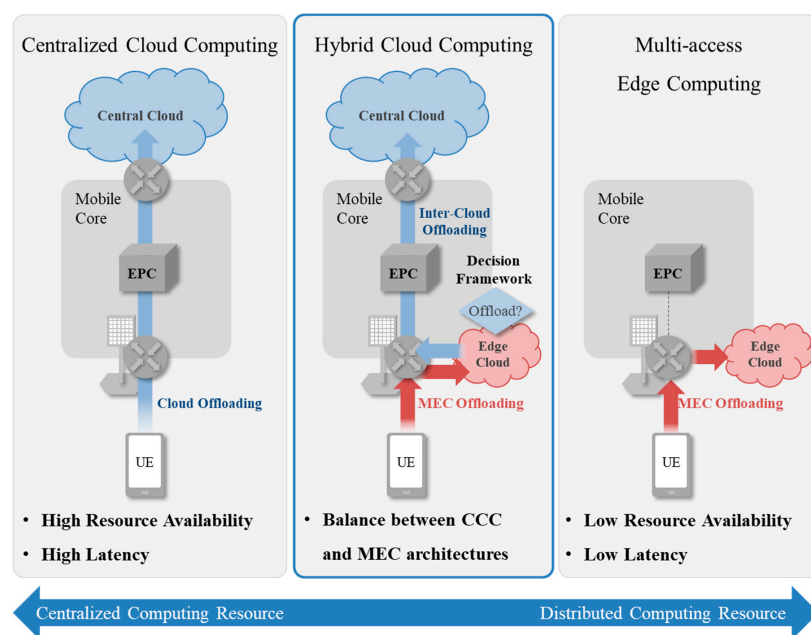 Centralized Cloud Computing
Central Cloud
Mobile
Core
EPC
Cloud Offloading
UE
• High Resource Availability
• High Latency
Hybrid Cloud Computing
Central Cloud
Mobile
Core
Inter-Cloud
Offloading
EPC
Decision
Framework
Offload?
Edge
Cloud
MEC Offloading
UE
• Balance between CCC
and MEC architectures
Multi-access
Edge Computing
Mobile
Core
EPC
Edge
Cloud
MEC Offloading
UE
• Low Resource Availability
• Low Latency
Centralized Computing Resource
Distributed Computing Resource